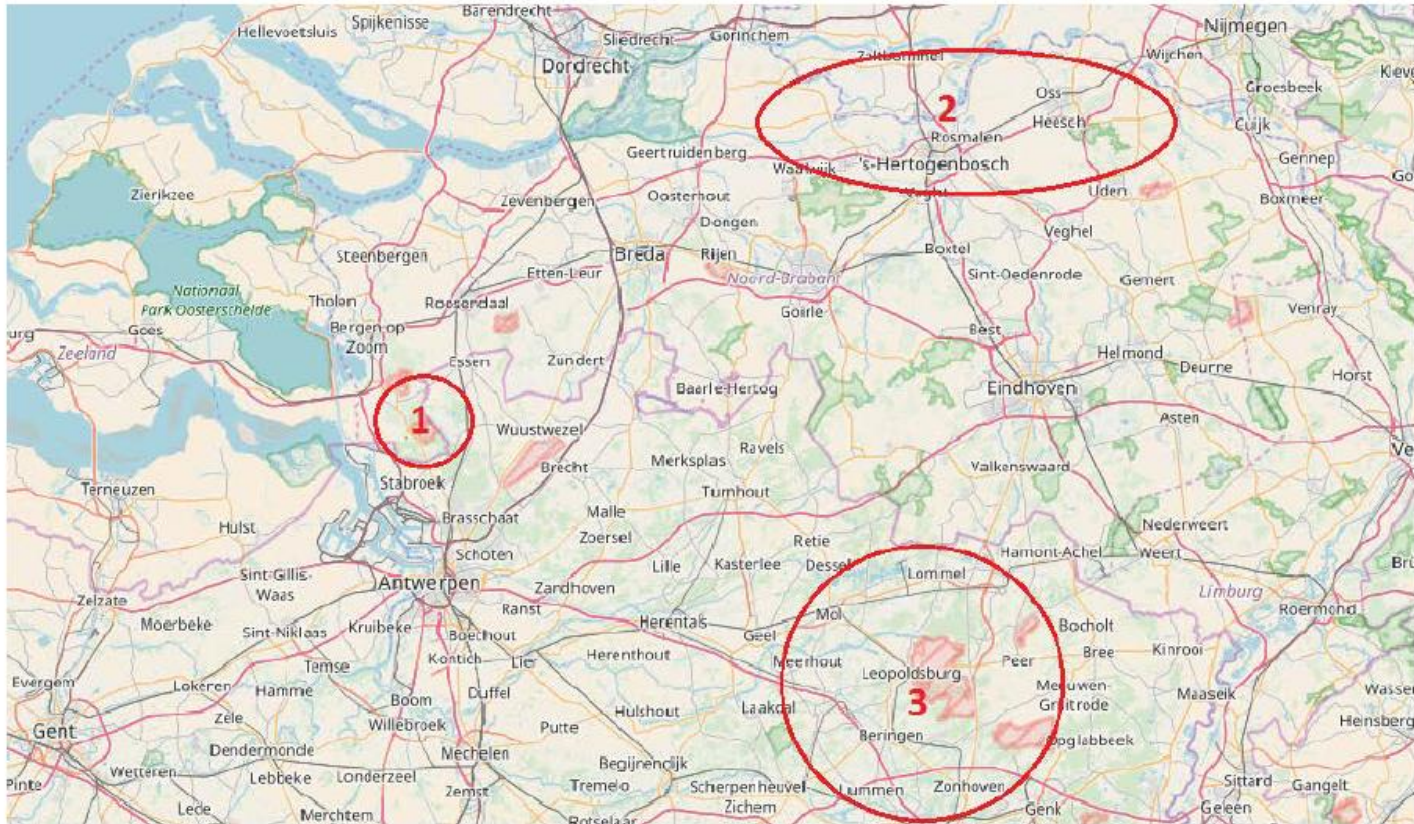 Barendrecht
Spijkenisse
Hellevoetsluis
Sliedrecht
Gorinchem
Nijmegen
Zaltbommel
Wijchen
Dordrecht
Kleve
Oss
Groesbeek
2
Heesch
Cuijk
Rosmalen
Geertruidenberg
Waalwijk
's-Hertogenbosch
Gennep
Zierikzee
Oosterhout
Vught
Uden
Boxmeer
Zevenbergen
Dongen
Veghel
Steenbergen
Breda
Rijen
Boxtel
Etten-Leur
Noord-Brabant
Sint-Oedenrode
Gemert
Nationaal
Park Oosterschelde
Tholen
Roosendaal
Venray
Goirle
Bergen op
Zoom
Goes
Best
Zeeland
Essen
Zundert
Helmond
Deurne
Horst
Baarle-Hertog
Eindhoven
1
Asten
Wuustwezel
Ravels
Brecht
Merksplas
Valkenswaard
Ve
Stabroek
Terneuzen
Turnhout
Malle
Brasschaat
Hulst
Zoersel
Nederweert
Schoten
Retie
Hamont-Achel
Weert
Lille
Kasterlee
Dessel
Sint-Gillis-
Waas
Lommel
Antwerpen
Zandhoven
Limburg
Zelzate
Ranst
Roermond
Moerbeke
Kruibeke
Herentals
Mol
Sint-Niklaas
Boechout
Geel
Bocholt
Kontich
Lier
Herenthout
Meerhout
Bree
Kinrooi
Temse
Leopoldsburg
Peer
Evergem
Lokeren
Hamme
Boom
Duffel
Meeuwen-
Gruitrode
Maaseik
Hulshout
Laakdal
3
Zele
Willebroek
Putte
Gent
Beringen
Heinsberg
Opglabbeek
Dendermonde
Mechelen
Begijnendijk
Wetteren
Lebbeke
Londerzeel
Tremelo
Scherpenheuvel
Zichem
Lummen
Zonhoven
Sittard
Gangelt
Pinte
Zemst
Lede
Merchtem
Rotselaar
Genk
Geleen